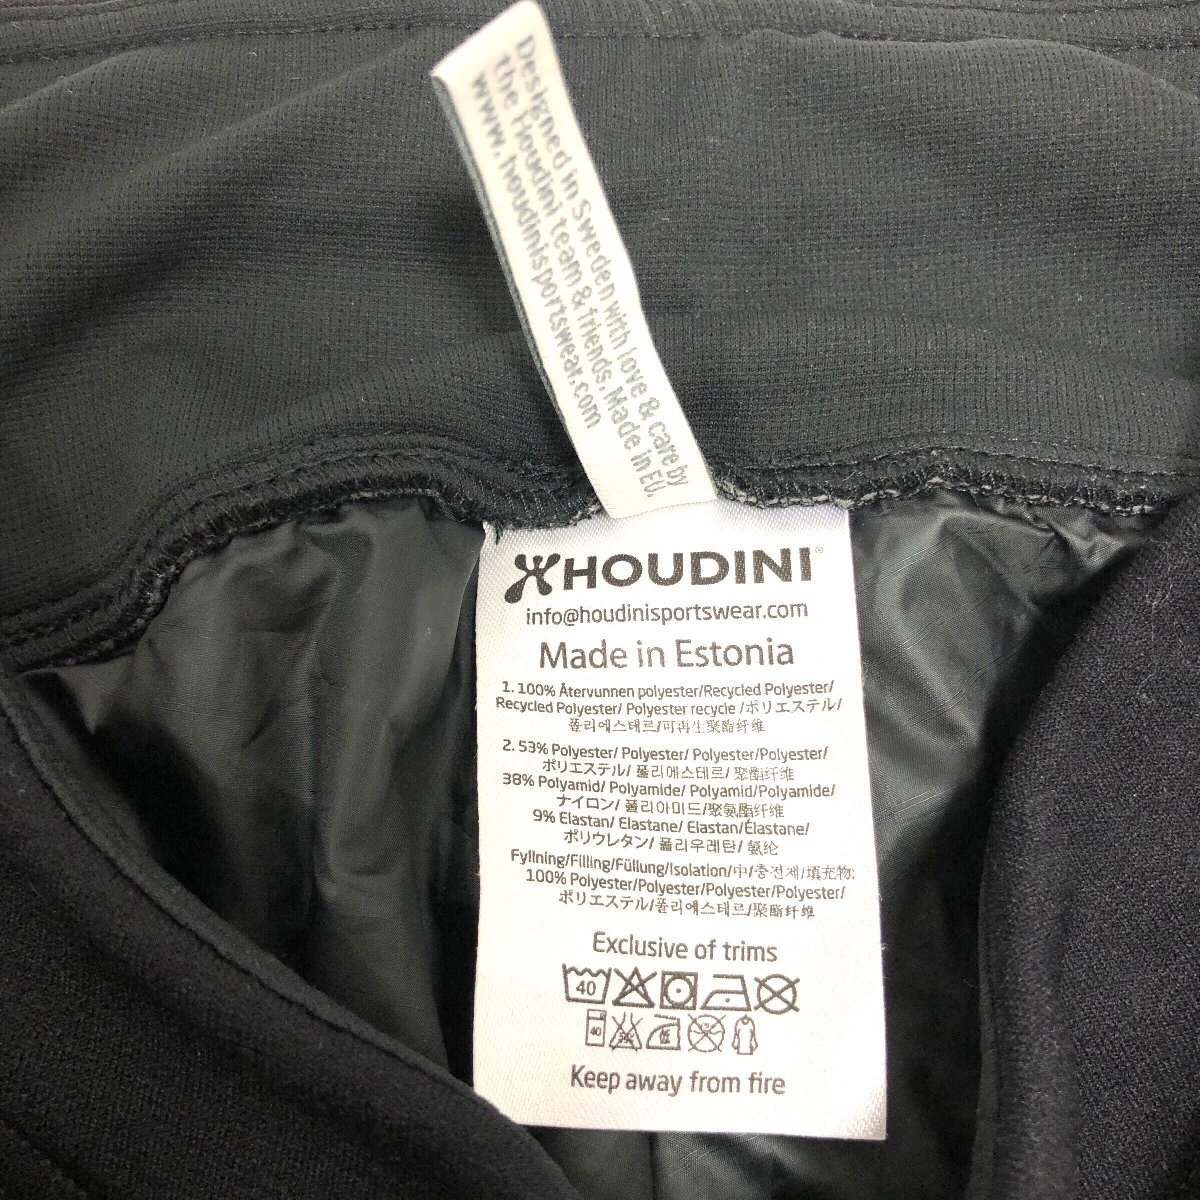 Designed in Sweden with love & care by
the Houdini team & friends. Made in EU.
www.houdinisportswear.com
HOUDINI®
info@houdinisportswear.com
Made in Estonia
1. 100% Återvunnen polyester/Recycled Polyester/
Recycled Polyester/ Polyester recycle /ポリエステル/
폴리에스테르/可再生聚酯纤维
2. 53% Polyester/ Polyester/ Polyester/Polyester/
ポリエステル/ 폴리에스테르/ 聚酯纤维
38% Polyamid/ Polyamide/ Polyamid/Polyamide/
ナイロン/ 폴리아미드/聚氨酯纤维
9% Elastan/ Elastane/ Elastan/Élastane/
ポリウレタン/ 폴리우레탄/ 氨纶
Fyllning/Filling/Füllung/Isolation/中/충전제/填充物:
100% Polyester/Polyester/Polyester/Polyester/
ポリエステル/폴리에스테르/聚酯纤维
Exclusive of trims
40
40
Keep away from fire